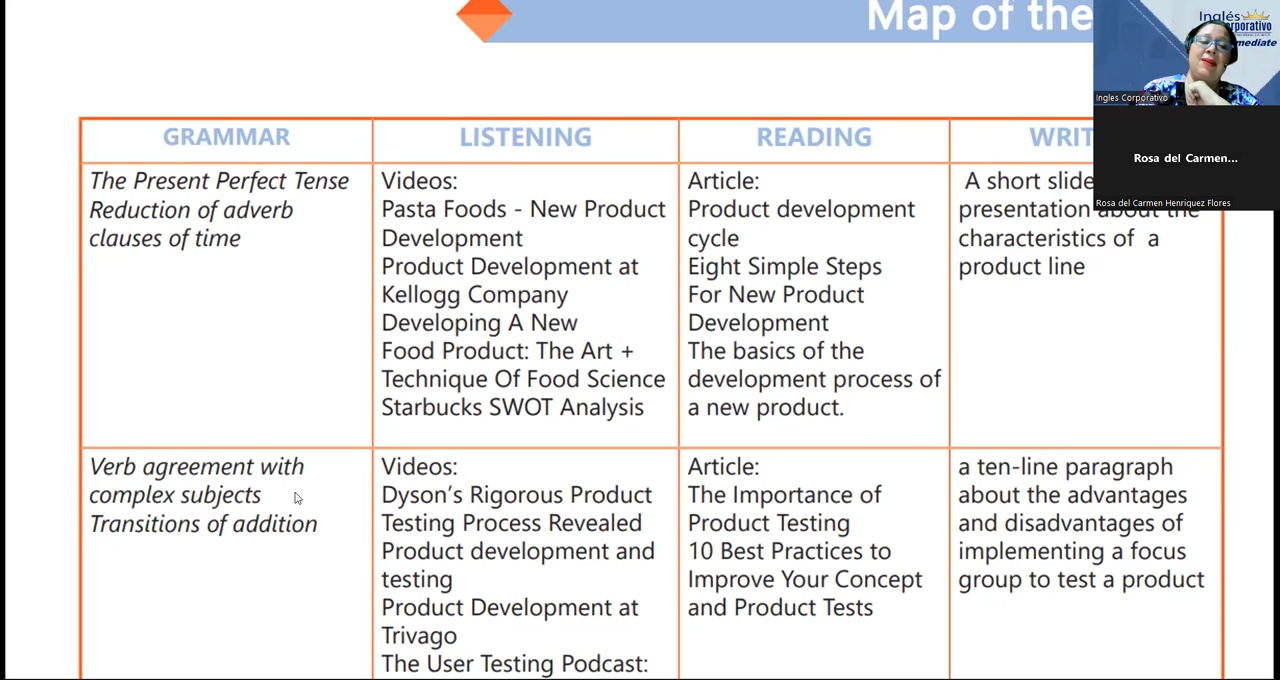 Map of the
Inglés
Corporativo
mediate
Ingles Corporativo
Rosa del Carmen...
Rosa del Carmen Henriquez Flores
GRAMMAR
LISTENING
READING
WRIT
The Present Perfect Tense
Reduction of adverb
clauses of time
Videos:
Pasta Foods - New Product
Development
Product Development at
Kellogg Company
Developing A New
Food Product: The Art +
Technique Of Food Science
Starbucks SWOT Analysis
Article:
Product development
cycle
Eight Simple Steps
For New Product
Development
The basics of the
development process of
a new product.
A short slide
presentation about the
characteristics of a
product line
Verb agreement with
complex subjects
Transitions of addition
Videos:
Dyson's Rigorous Product
Testing Process Revealed
Product development and
testing
Product Development at
Trivago
The User Testing Podcast:
Article:
The Importance of
Product Testing
10 Best Practices to
Improve Your Concept
and Product Tests
a ten-line paragraph
about the advantages
and disadvantages of
implementing a focus
group to test a product